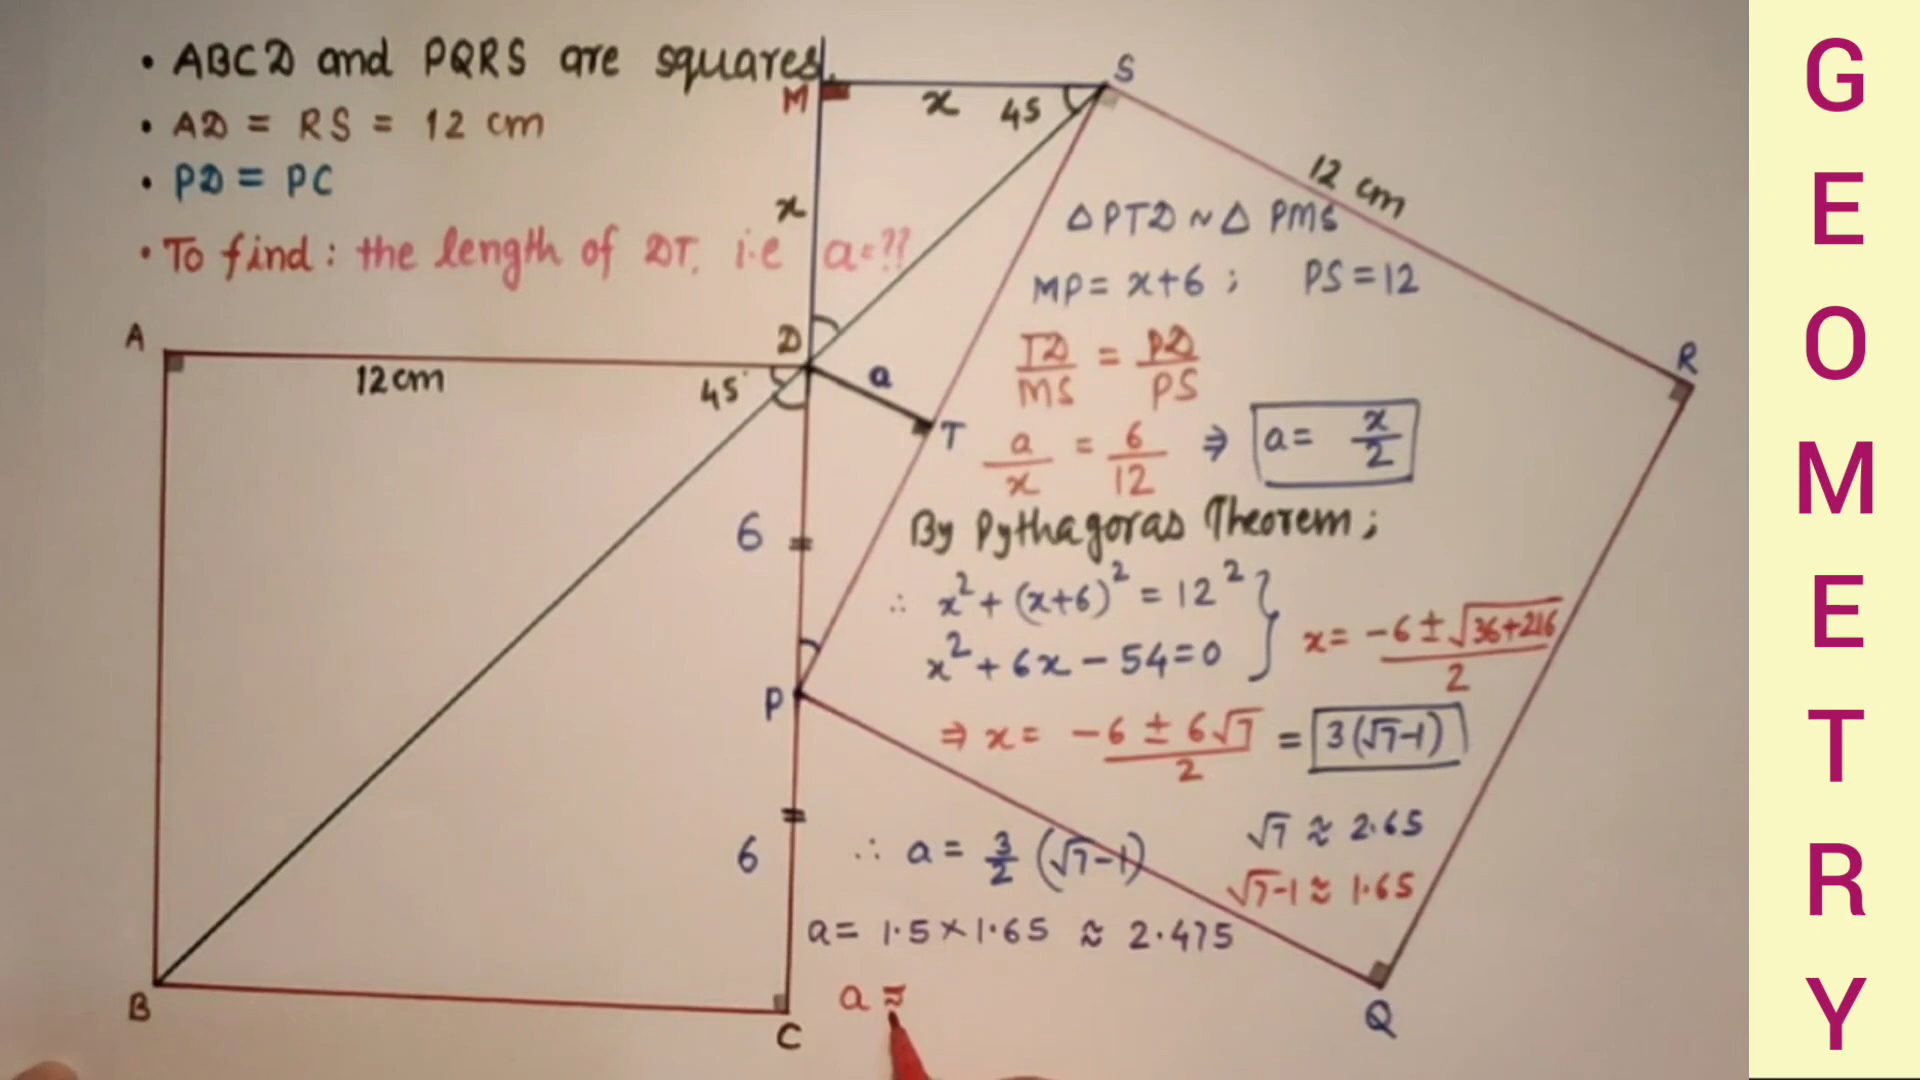 • ABCD and PQRS are squares.
• AD = RS = 12 cm
• PD = PC
• To find: the length of DT. i.e a=??
M
x
45
S
12 cm
x
△PTD ~ △ PMS
MP = x+6 ; PS = 12
A
12cm
D
45°
a
T
R
TD/MS = PD/PS
a/x = 6/12 ⇒ a = x/2
By Pythagoras Theorem ;
6
∴ x² + (x+6)² = 12²
x² + 6x - 54 = 0
x = -6 ± √36+216 / 2
P
⇒ x = -6 ± 6√7 / 2 = 3(√7-1)
√7 ≈ 2.65
6
∴ a = 3/2 (√7-1)
√7-1 ≈ 1.65
a = 1.5 × 1.65 ≈ 2.475
a ≈
B
C
Q
GEOMETRY